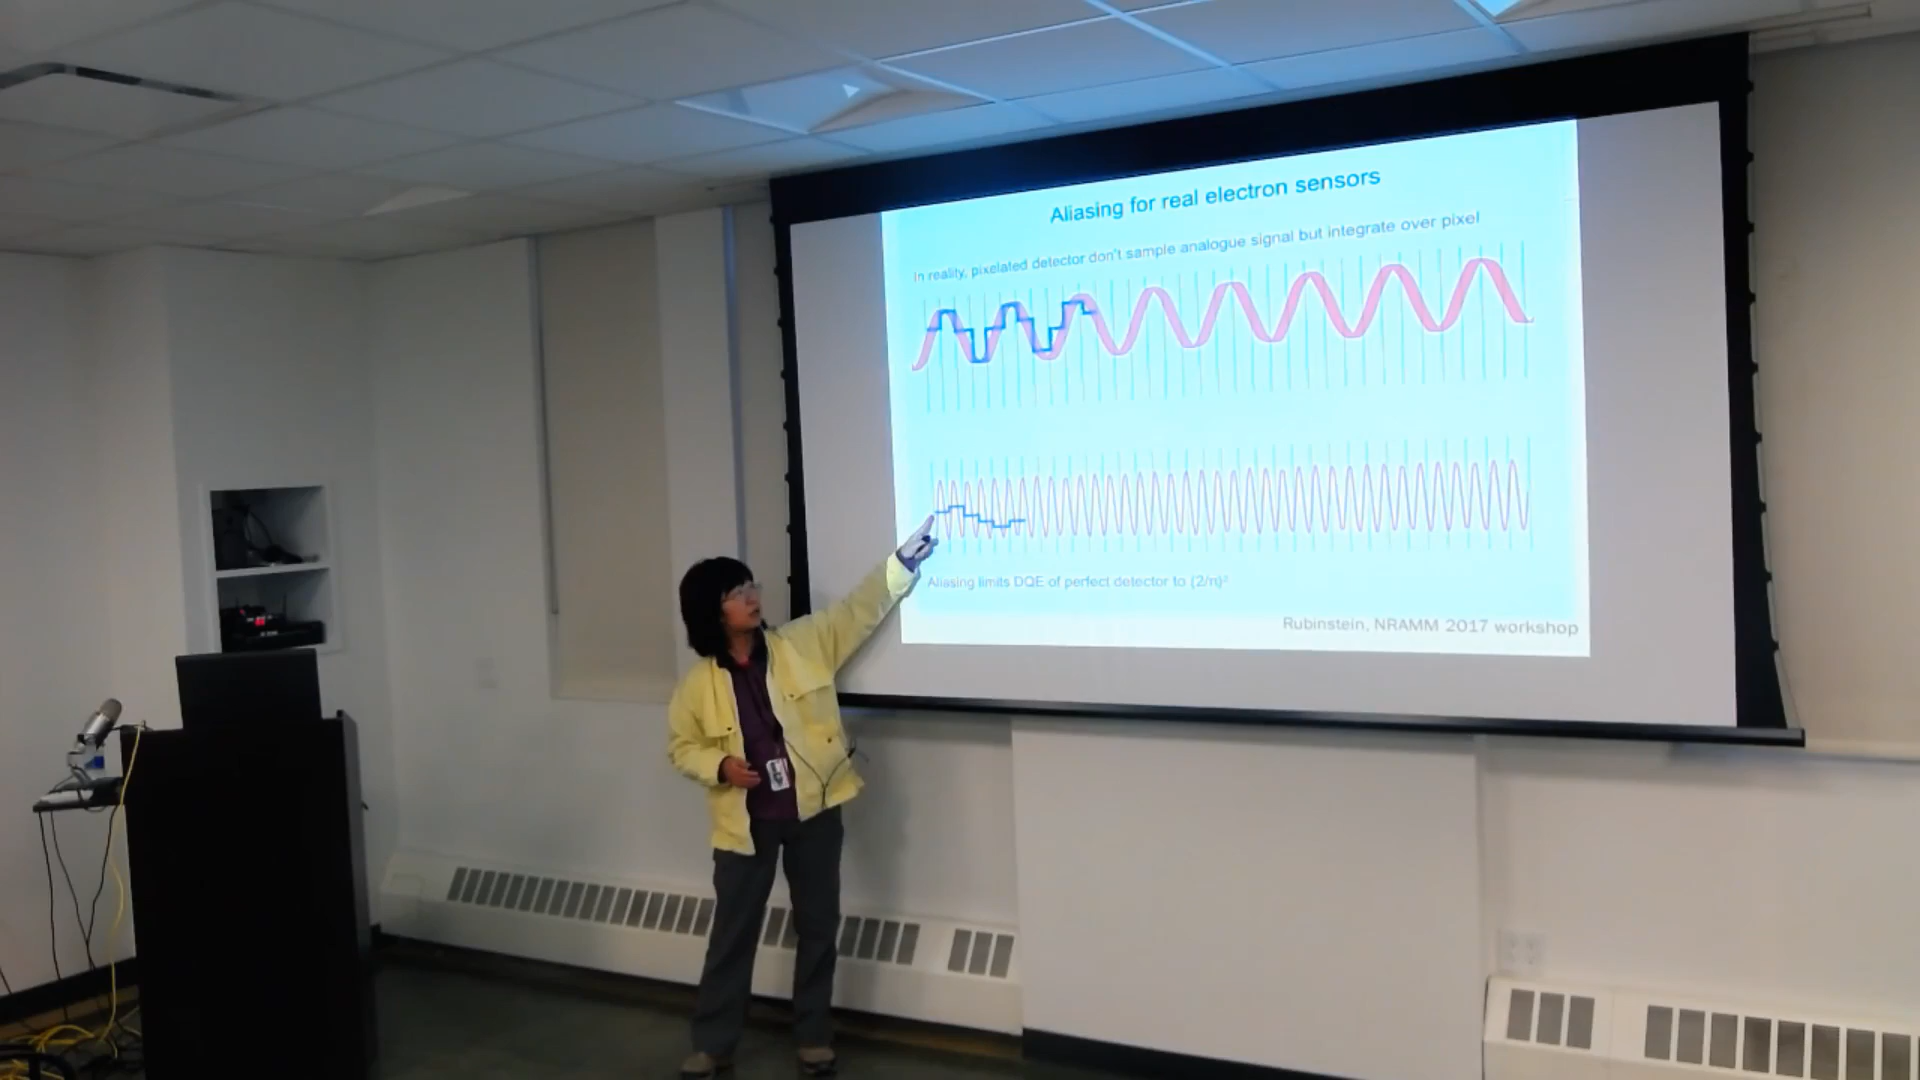 Aliasing for real electron sensors
In reality, pixelated detector don't sample analogue signal but integrate over pixel
Aliasing limits DQE of perfect detector to (2/π)²
Rubinstein, NRAMM 2017 workshop